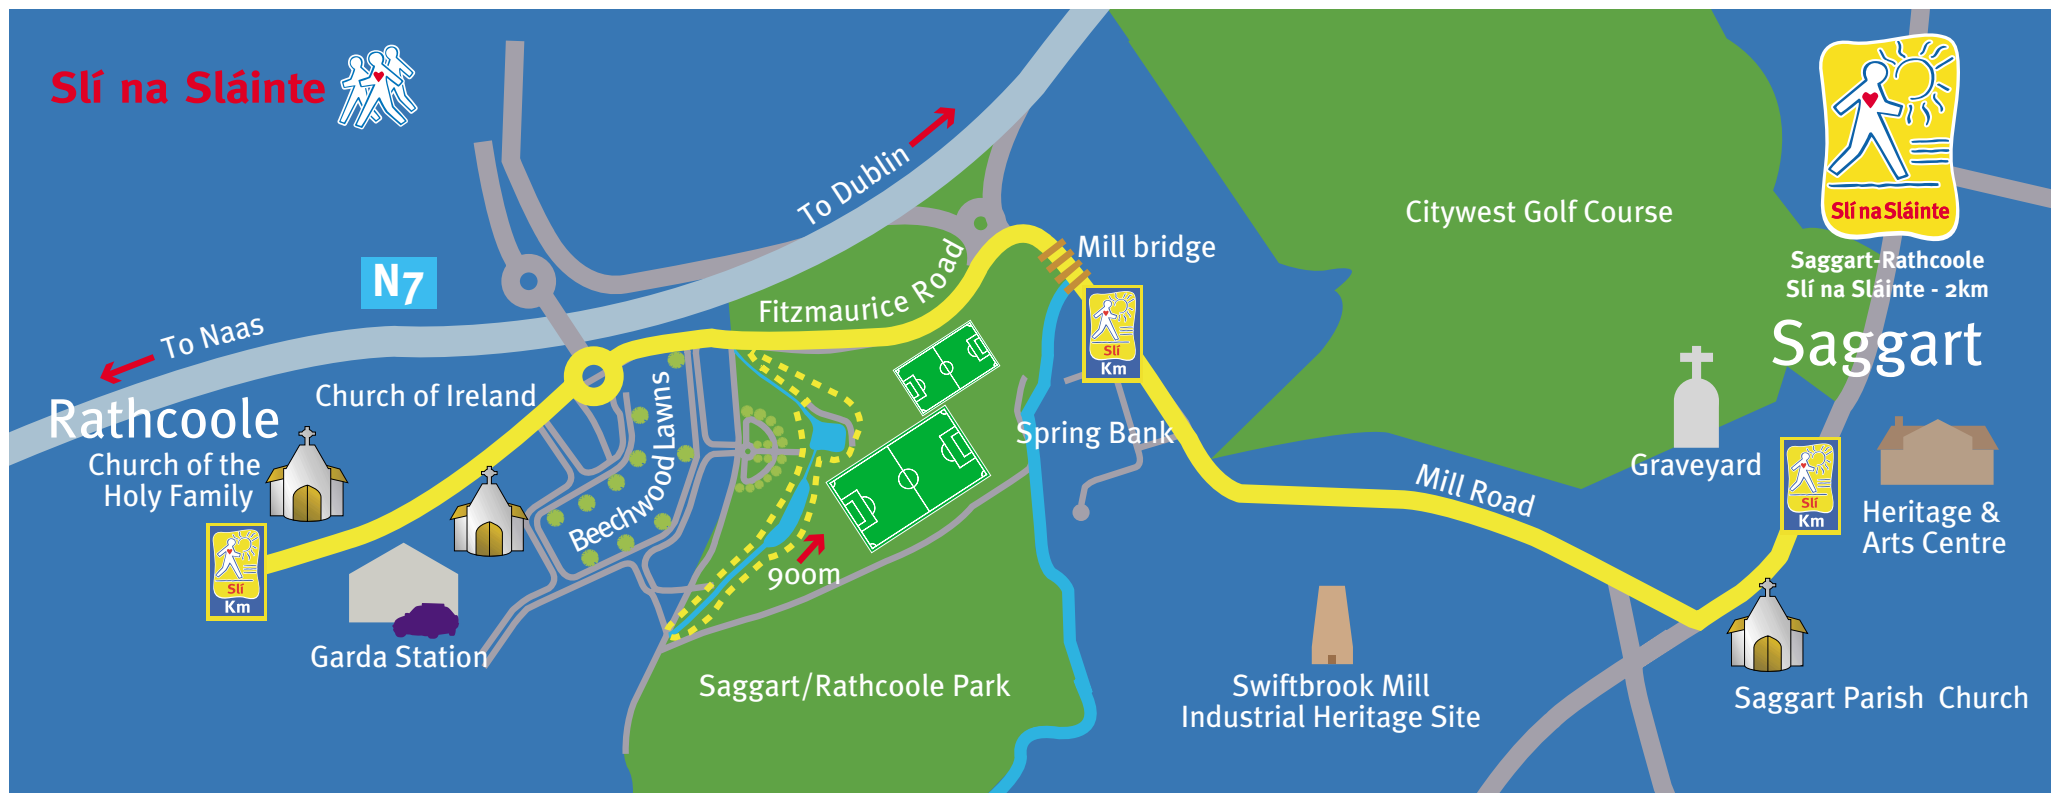 Slí na Sláinte
Slí na Sláinte
Saggart-Rathcoole
Slí na Sláinte - 2km
Saggart
To Dublin
Citywest Golf Course
Mill bridge
N7
Fitzmaurice Road
To Naas
Church of Ireland
Rathcoole
Church of the
Holy Family
Beechwood Lawns
Slí
Km
Spring Bank
Mill Road
Graveyard
Slí
Km
Heritage &
Arts Centre
Slí
Km
900m
Garda Station
Saggart/Rathcoole Park
Swiftbrook Mill
Industrial Heritage Site
Saggart Parish Church